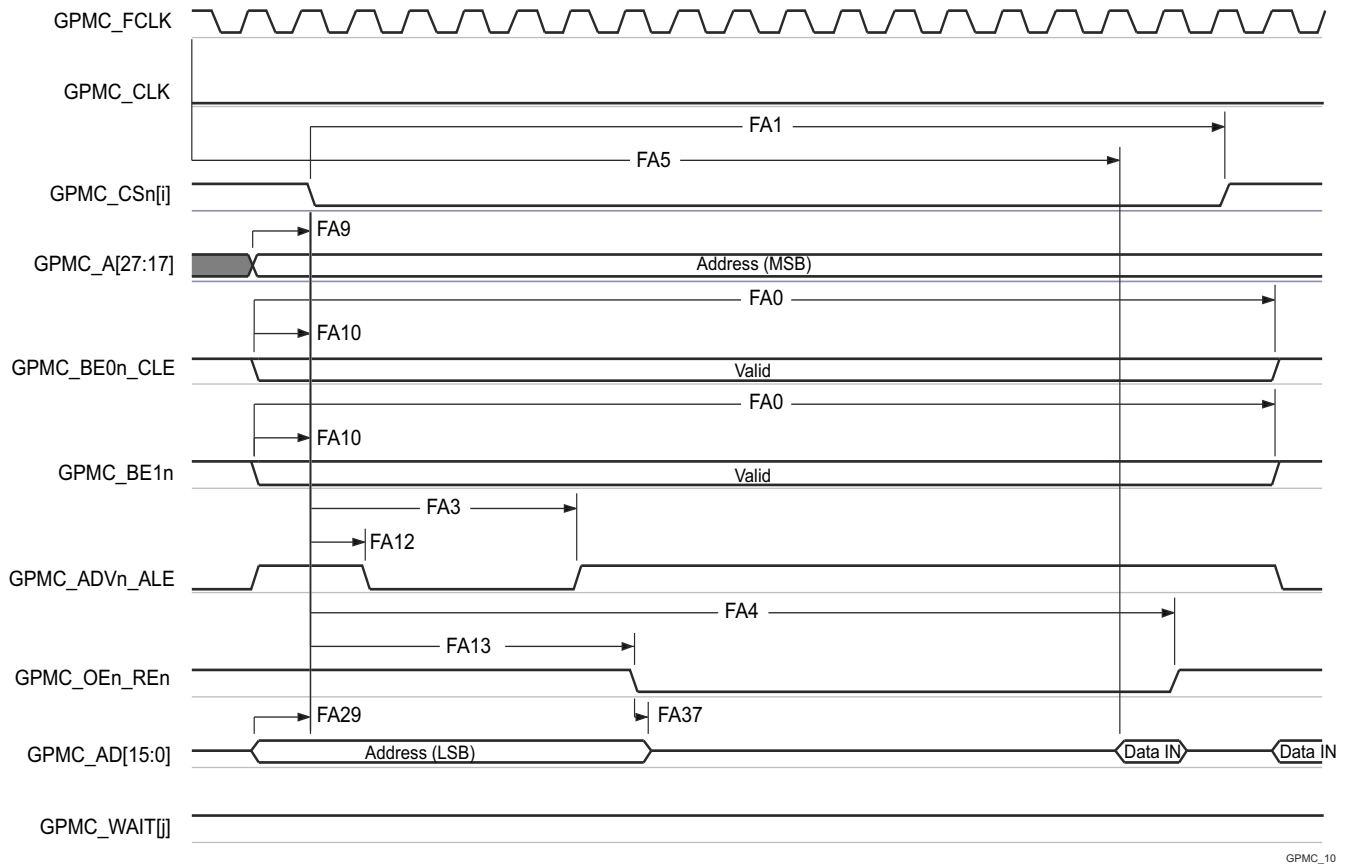 GPMC_FCLK
GPMC_CLK
FA1
FA5
GPMC_CSn[i]
FA9
GPMC_A[27:17]
Address (MSB)
FA0
FA10
GPMC_BE0n_CLE
Valid
FA0
FA10
GPMC_BE1n
Valid
FA3
FA12
GPMC_ADVn_ALE
FA4
FA13
GPMC_OEn_REn
FA29
FA37
GPMC_AD[15:0]
Address (LSB)
Data IN
Data IN
GPMC_WAIT[j]
GPMC_10